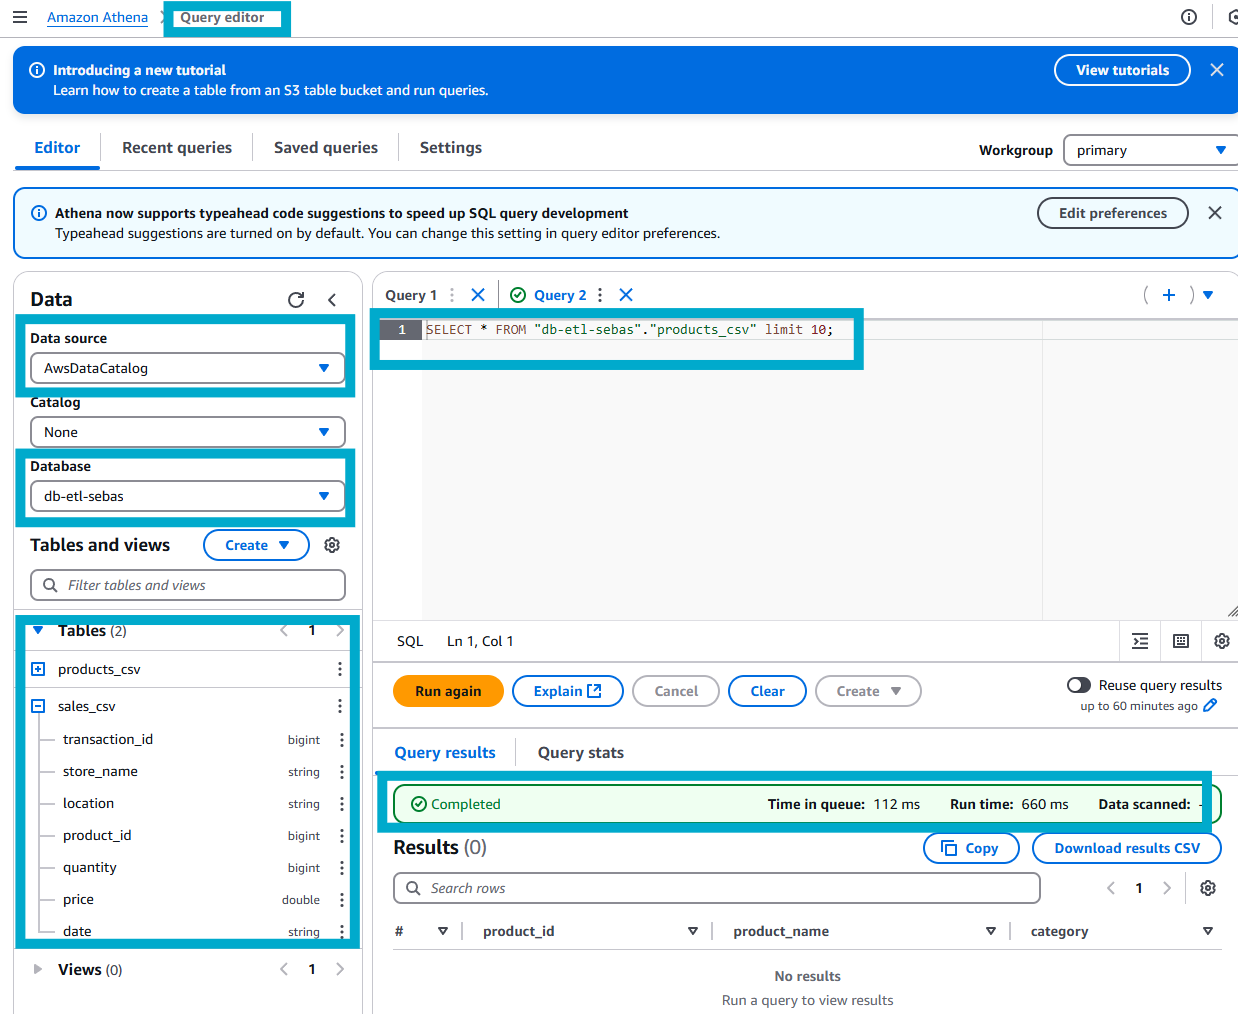 Amazon Athena > Query editor
Introducing a new tutorial
Learn how to create a table from an S3 table bucket and run queries.
View tutorials
Editor
Recent queries
Saved queries
Settings
Workgroup
primary
Athena now supports typeahead code suggestions to speed up SQL query development
Typeahead suggestions are turned on by default. You can change this setting in query editor preferences.
Edit preferences
Data
Data source
AwsDataCatalog
Catalog
None
Database
db-etl-sebas
Tables and views
Create
Filter tables and views
Tables (2)
1
products_csv
sales_csv
transaction_id bigint
store_name string
location string
product_id bigint
quantity bigint
price double
date string
Views (0)
1
Query 1
Query 2
1 SELECT * FROM "db-etl-sebas"."products_csv" limit 10;
SQL Ln 1, Col 1
Run again
Explain
Cancel
Clear
Create
Reuse query results
up to 60 minutes ago
Query results
Query stats
Completed
Time in queue: 112 ms
Run time: 660 ms
Data scanned: -
Results (0)
Copy
Download results CSV
Search rows
1
# product_id product_name category
No results
Run a query to view results